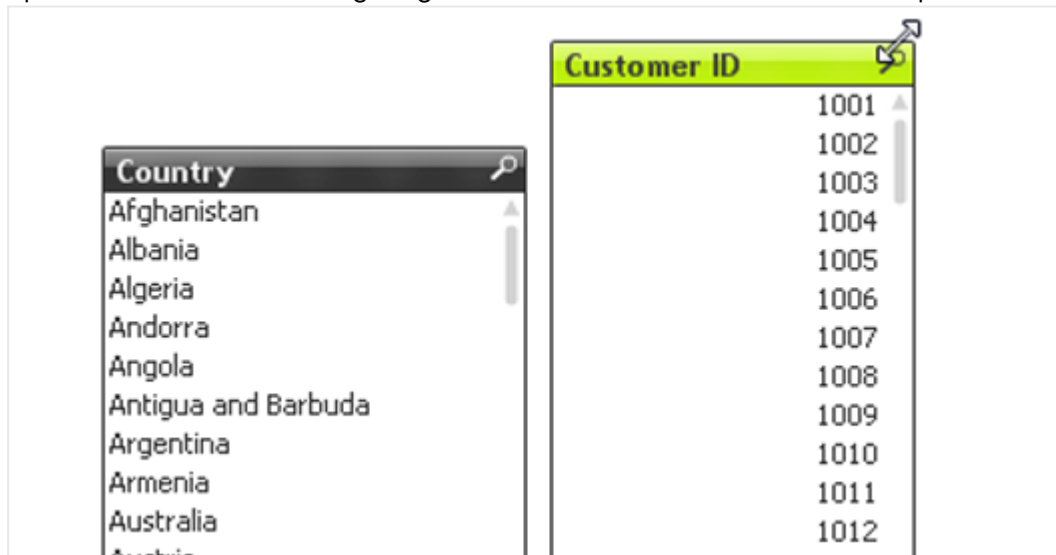 Customer ID
1001
1002
1003
1004
1005
1006
1007
1008
1009
1010
1011
1012
Country
Afghanistan
Albania
Algeria
Andorra
Angola
Antigua and Barbuda
Argentina
Armenia
Australia